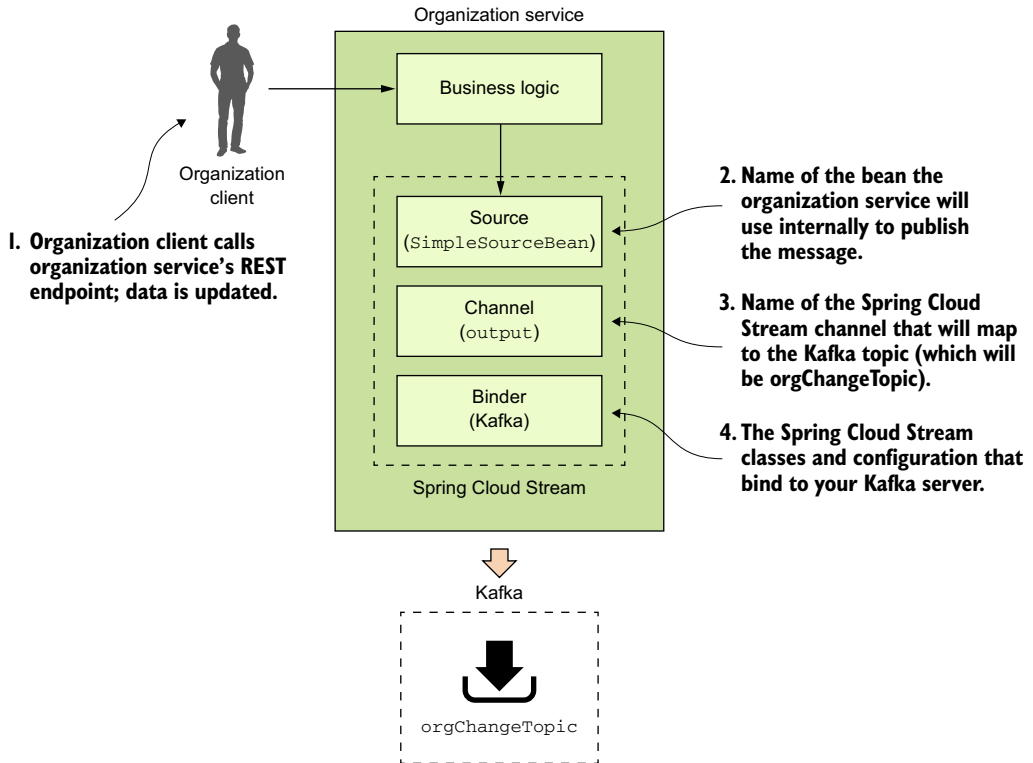 Organization service
Business logic
Organization
client
1. Organization client calls
organization service’s REST
endpoint; data is updated.
Source
(SimpleSourceBean)
2. Name of the bean the
organization service will
use internally to publish
the message.
Channel
(output)
3. Name of the Spring Cloud
Stream channel that will map
to the Kafka topic (which will
be orgChangeTopic).
Binder
(Kafka)
4. The Spring Cloud Stream
classes and configuration that
bind to your Kafka server.
Spring Cloud Stream
Kafka
orgChangeTopic